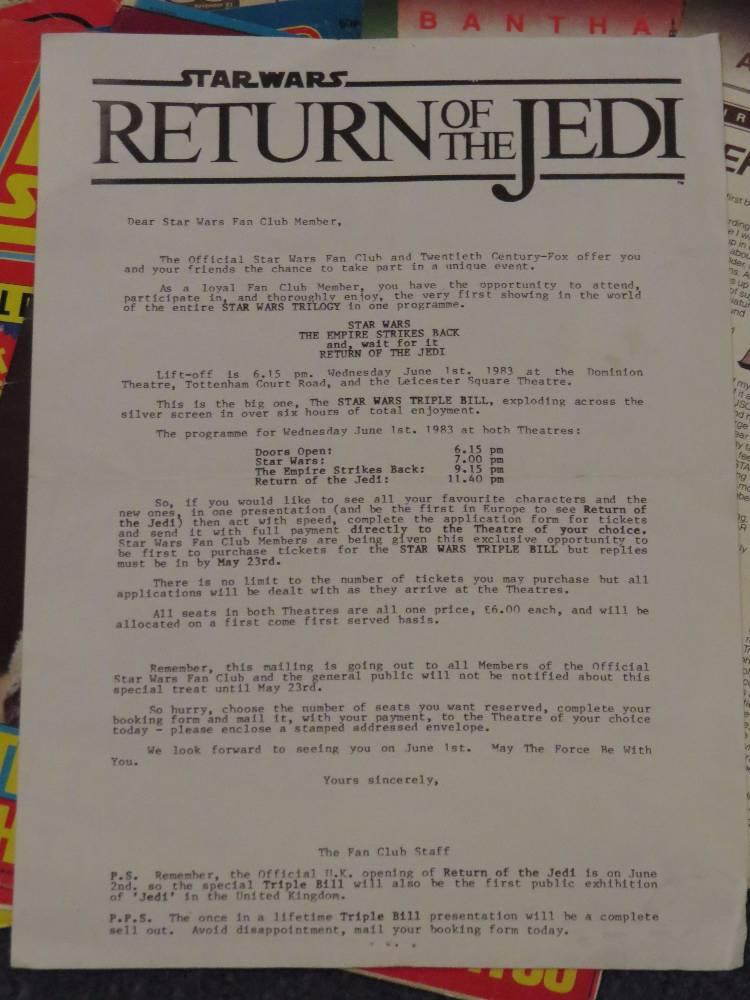 BANTHA
STAR WARS
RETURN OF THE JEDI
Dear Star Wars Fan Club Member,
The Official Star Wars Fan Club and Twentieth Century-Fox offer you
and your friends the chance to take part in a unique event.
As a loyal Fan Club Member, you have the opportunity to attend,
participate in, and thoroughly enjoy, the very first showing in the world
of the entire STAR WARS TRILOGY in one programme.
STAR WARS
THE EMPIRE STRIKES BACK
and, wait for it
RETURN OF THE JEDI
Lift-off is 6.15 pm. Wednesday June 1st. 1983 at the Dominion
Theatre, Tottenham Court Road, and the Leicester Square Theatre.
This is the big one, The STAR WARS TRIPLE BILL, exploding across the
silver screen in over six hours of total enjoyment.
The programme for Wednesday June 1st. 1983 at both Theatres:
Doors Open: 6.15 pm
Star Wars: 7.00 pm
The Empire Strikes Back: 9.15 pm
Return of the Jedi: 11.40 pm
So, if you would like to see all your favourite characters and the
new ones, in one presentation (and be the first in Europe to see Return of
the Jedi) then act with speed, complete the application form for tickets
and send it with full payment directly to the Theatre of your choice.
Star Wars Fan Club Members are being given this exclusive opportunity to
be first to purchase tickets for the STAR WARS TRIPLE BILL but replies
must be in by May 23rd.
There is no limit to the number of tickets you may purchase but all
applications will be dealt with as they arrive at the Theatres.
All seats in both Theatres are all one price, £6.00 each, and will be
allocated on a first come first served basis.
Remember, this mailing is going out to all Members of the Official
Star Wars Fan Club and the general public will not be notified about this
special treat until May 23rd.
So hurry, choose the number of seats you want reserved, complete your
booking form and mail it, with your payment, to the Theatre of your choice
today - please enclose a stamped addressed envelope.
We look forward to seeing you on June 1st. May The Force Be With
You.
Yours sincerely,
The Fan Club Staff
P.S. Remember, the Official U.K. opening of Return of the Jedi is on June
2nd. so the special Triple Bill will also be the first public exhibition
of 'Jedi' in the United Kingdom.
P.P.S. The once in a lifetime Triple Bill presentation will be a complete
sell out. Avoid disappointment, mail your booking form today.